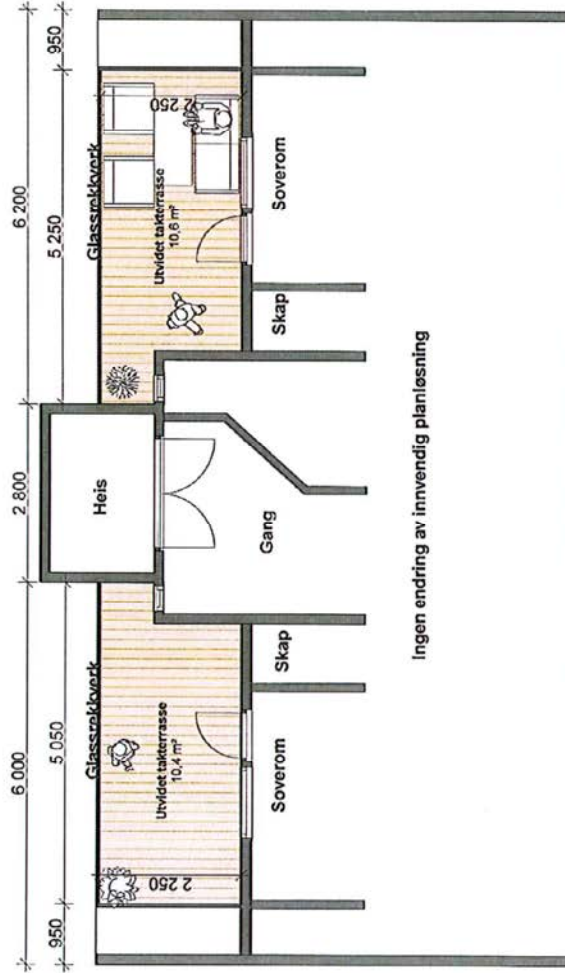 6 000
2.800
6 200
950
5 050
5 250
950
Glassrekkverk
Glassrekkverk
2 250
2 250
Utvidet takterrasse
10,4 m²
Heis
Utvidet takterrasse
10,6 m²
Soverom
Skap
Gang
Skap
Soverom
Ingen endring av innvendig planløsning